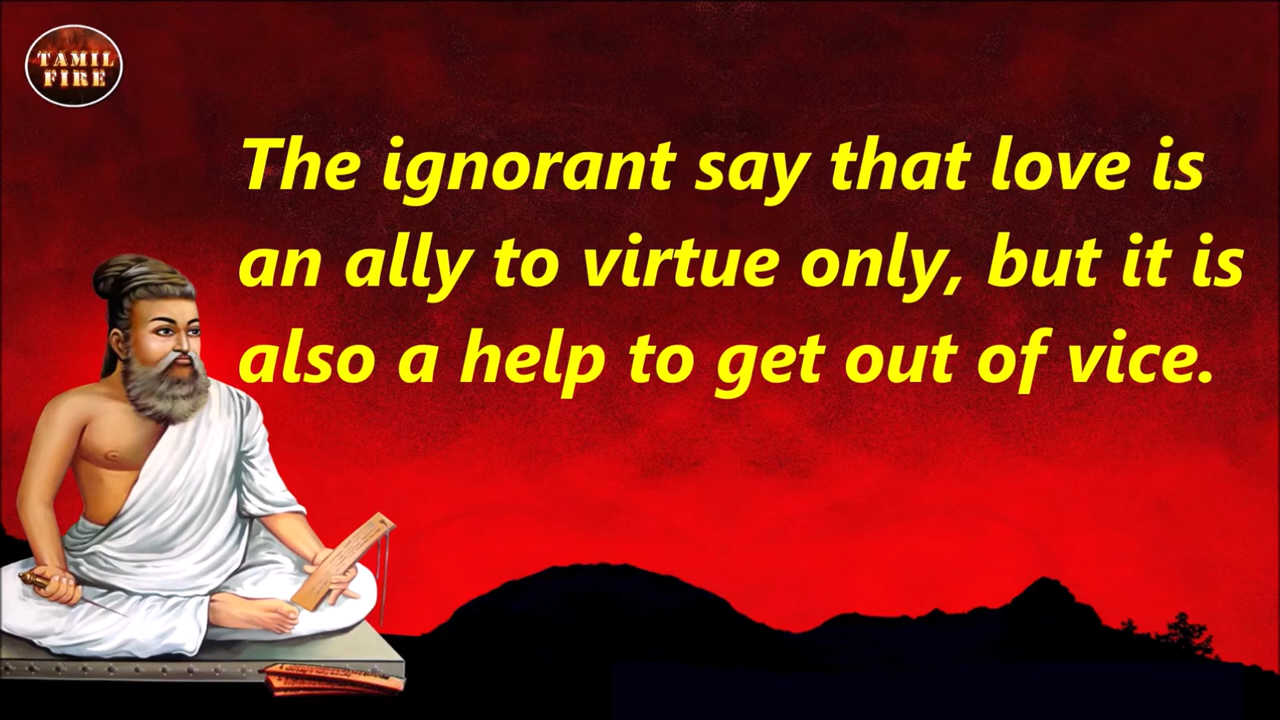 TAMIL
FIRE
The ignorant say that love is
an ally to virtue only, but it is
also a help to get out of vice.